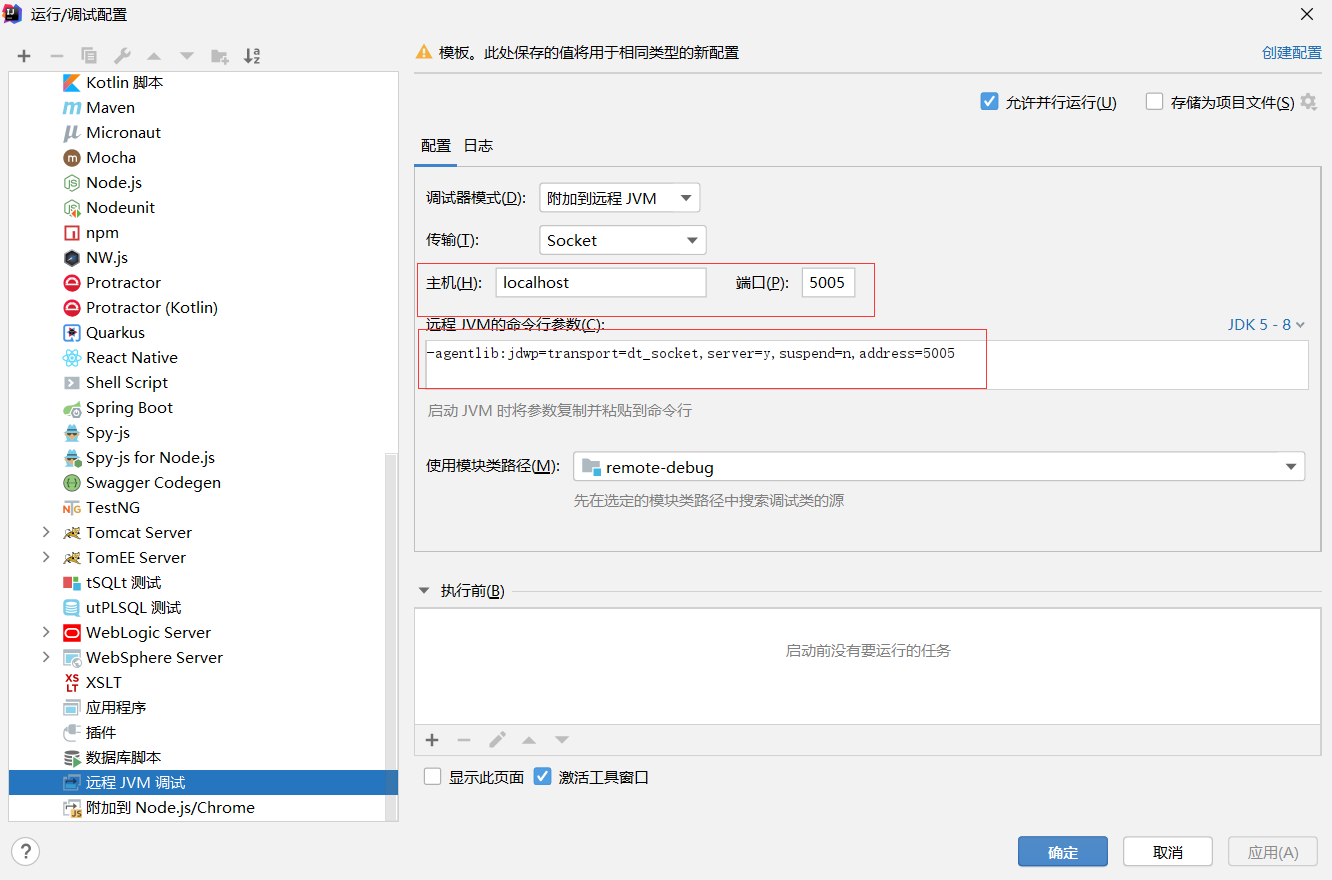 运行/调试配置
Kotlin 脚本
Maven
Micronaut
Mocha
Node.js
Nodeunit
npm
NW.js
Protractor
Protractor (Kotlin)
Quarkus
React Native
Shell Script
Spring Boot
Spy-js
Spy-js for Node.js
Swagger Codegen
TestNG
Tomcat Server
TomEE Server
tSQLt 测试
utPLSQL 测试
WebLogic Server
WebSphere Server
XSLT
应用程序
插件
数据库脚本
远程 JVM 调试
附加到 Node.js/Chrome
模板。此处保存的值将用于相同类型的新配置 创建配置
允许并行运行(U) 存储为项目文件(S)
配置 日志
调试器模式(D): 附加到远程 JVM
传输(T): Socket
主机(H): localhost 端口(P): 5005
远程 JVM的命令行参数(C): JDK 5 - 8
-agentlib:jdwp=transport=dt_socket,server=y,suspend=n,address=5005
启动 JVM 时将参数复制并粘贴到命令行
使用模块类路径(M): remote-debug
先在选定的模块类路径中搜索调试类的源
执行前(B)
启动前没有要运行的任务
显示此页面 激活工具窗口
? 确定 取消 应用(A)